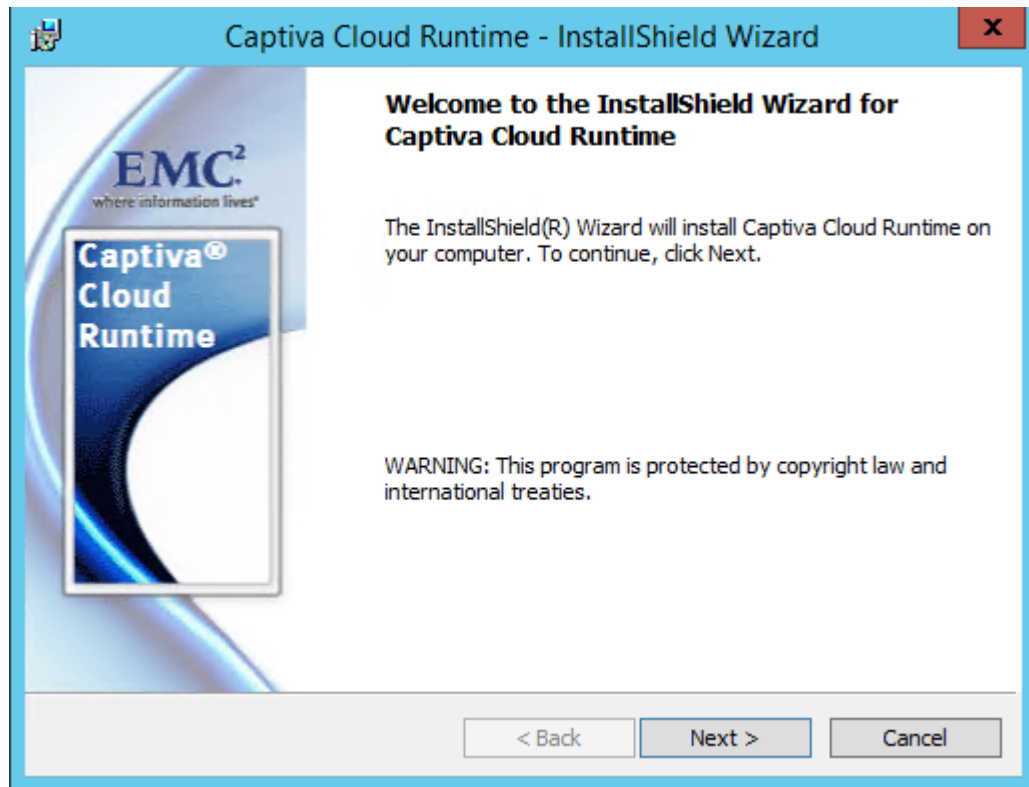 Captiva Cloud Runtime - InstallShield Wizard
x
EMC²
where information lives®
Captiva®
Cloud
Runtime
Welcome to the InstallShield Wizard for
Captiva Cloud Runtime
The InstallShield(R) Wizard will install Captiva Cloud Runtime on
your computer. To continue, click Next.
WARNING: This program is protected by copyright law and
international treaties.
< Back
Next >
Cancel